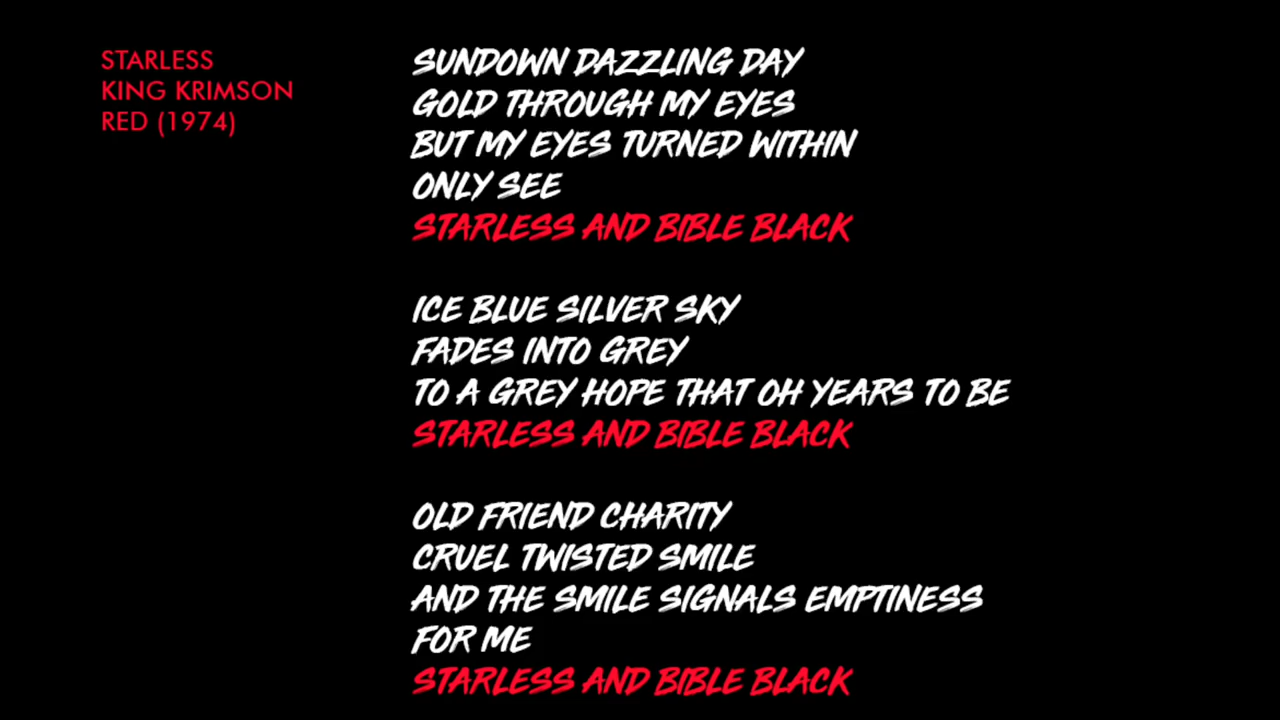 STARLESS
KING KRIMSON
RED (1974)
SUNDOWN DAZZLING DAY
GOLD THROUGH MY EYES
BUT MY EYES TURNED WITHIN
ONLY SEE
STARLESS AND BIBLE BLACK
ICE BLUE SILVER SKY
FADES INTO GREY
TO A GREY HOPE THAT OH YEARS TO BE
STARLESS AND BIBLE BLACK
OLD FRIEND CHARITY
CRUEL TWISTED SMILE
AND THE SMILE SIGNALS EMPTINESS
FOR ME
STARLESS AND BIBLE BLACK